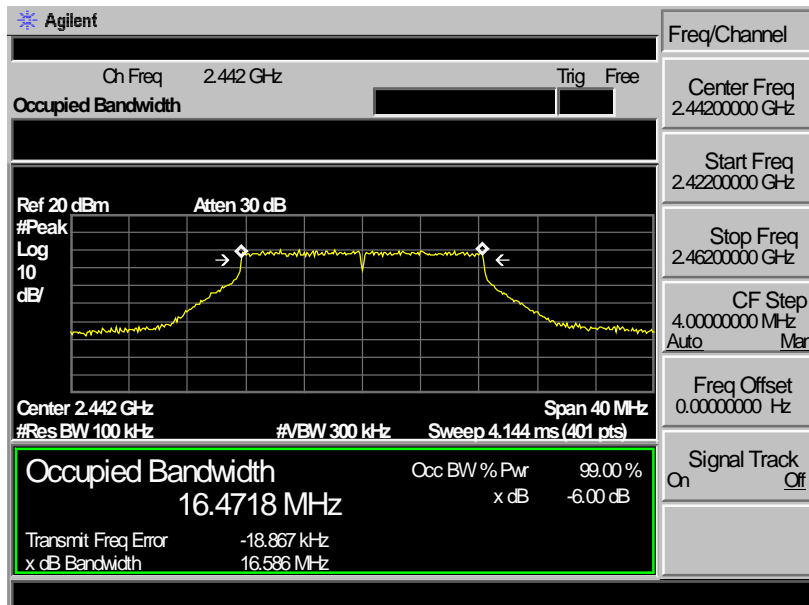 Agilent
Freq/Channel
Ch Freq 2.442 GHz Trig Free
Occupied Bandwidth
Center Freq
2.44200000 GHz
Start Freq
2.42200000 GHz
Stop Freq
2.46200000 GHz
CF Step
4.00000000 MHz
Auto Man
Freq Offset
0.00000000 Hz
Signal Track
On Off
Ref 20 dBm Atten 30 dB
#Peak
Log
10
dB/
Center 2.442 GHz Span 40 MHz
#Res BW 100 kHz #VBW 300 kHz Sweep 4.144 ms (401 pts)
Occupied Bandwidth Occ BW % Pwr 99.00 %
16.4718 MHz x dB -6.00 dB
Transmit Freq Error -18.867 kHz
x dB Bandwidth 16.586 MHz